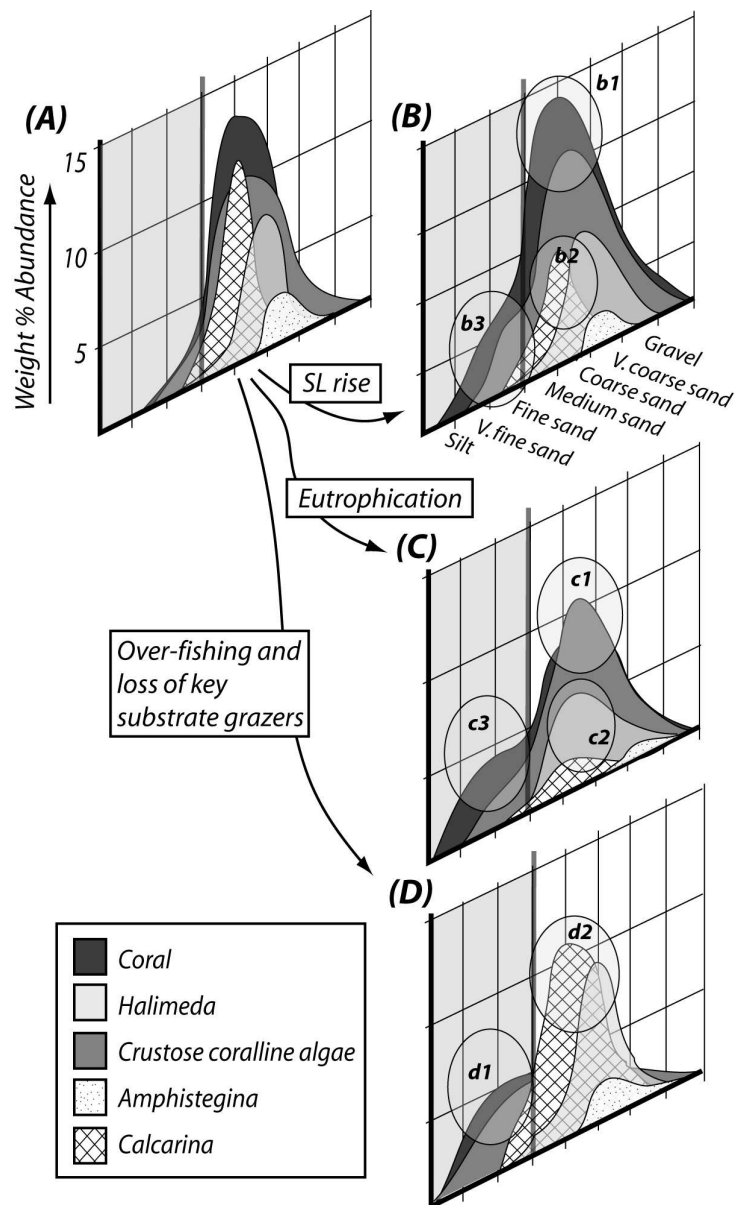 (A)
15
10
5
Weight % Abundance
(B)
b1
b2
b3
Gravel
V. coarse sand
Coarse sand
Medium sand
Fine sand
V. fine sand
Silt
SL rise
Eutrophication
(C)
c1
c2
c3
Over-fishing and
loss of key
substrate grazers
(D)
d2
d1
Coral
Halimeda
Crustose coralline algae
Amphistegina
Calcarina